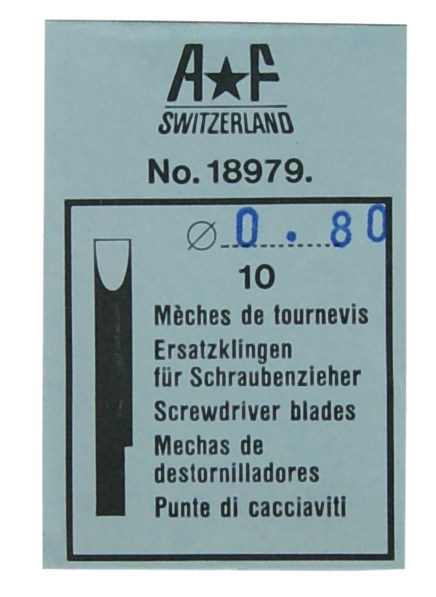 A★F
SWITZERLAND
No. 18979.
⌀ 0.80
10
Mèches de tournevis
Ersatzklingen
für Schraubenzieher
Screwdriver blades
Mechas de
destornilladores
Punte di cacciaviti